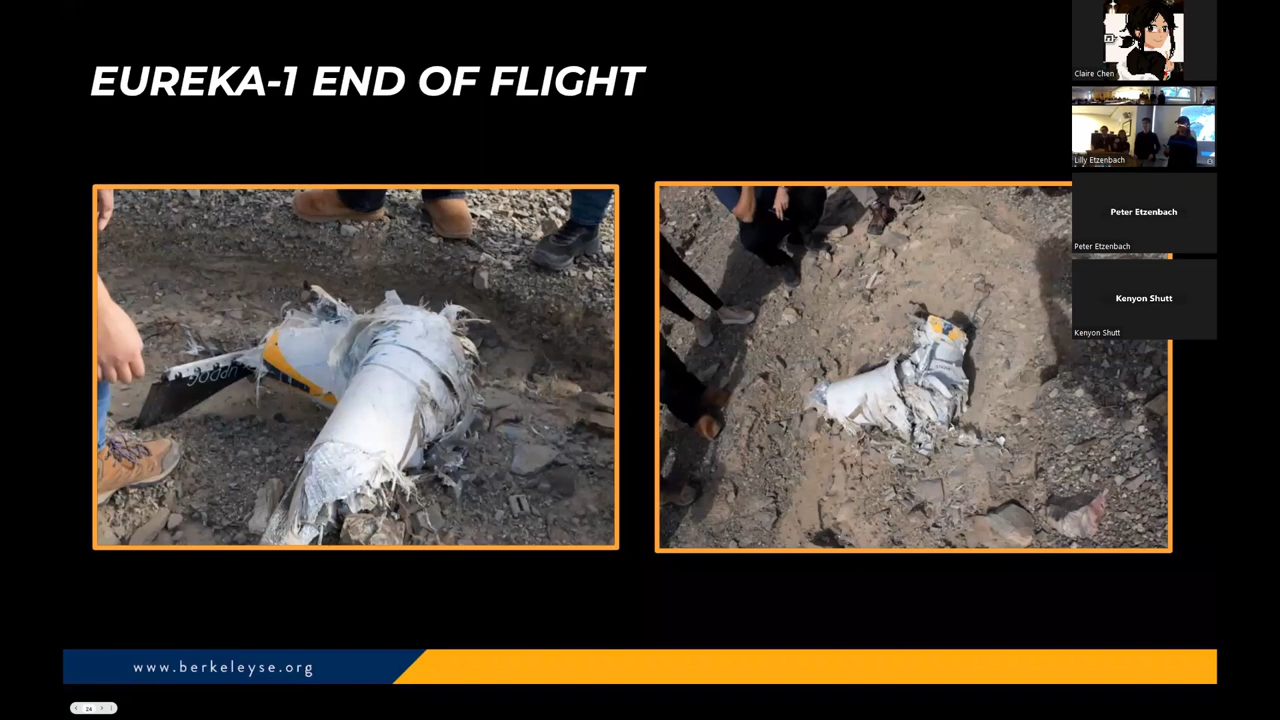 EUREKA-1 END OF FLIGHT
Claire Chen
Lilly Etzenbach
Peter Etzenbach
Peter Etzenbach
Kenyon Shutt
Kenyon Shutt
www.berkeleyse.org
24